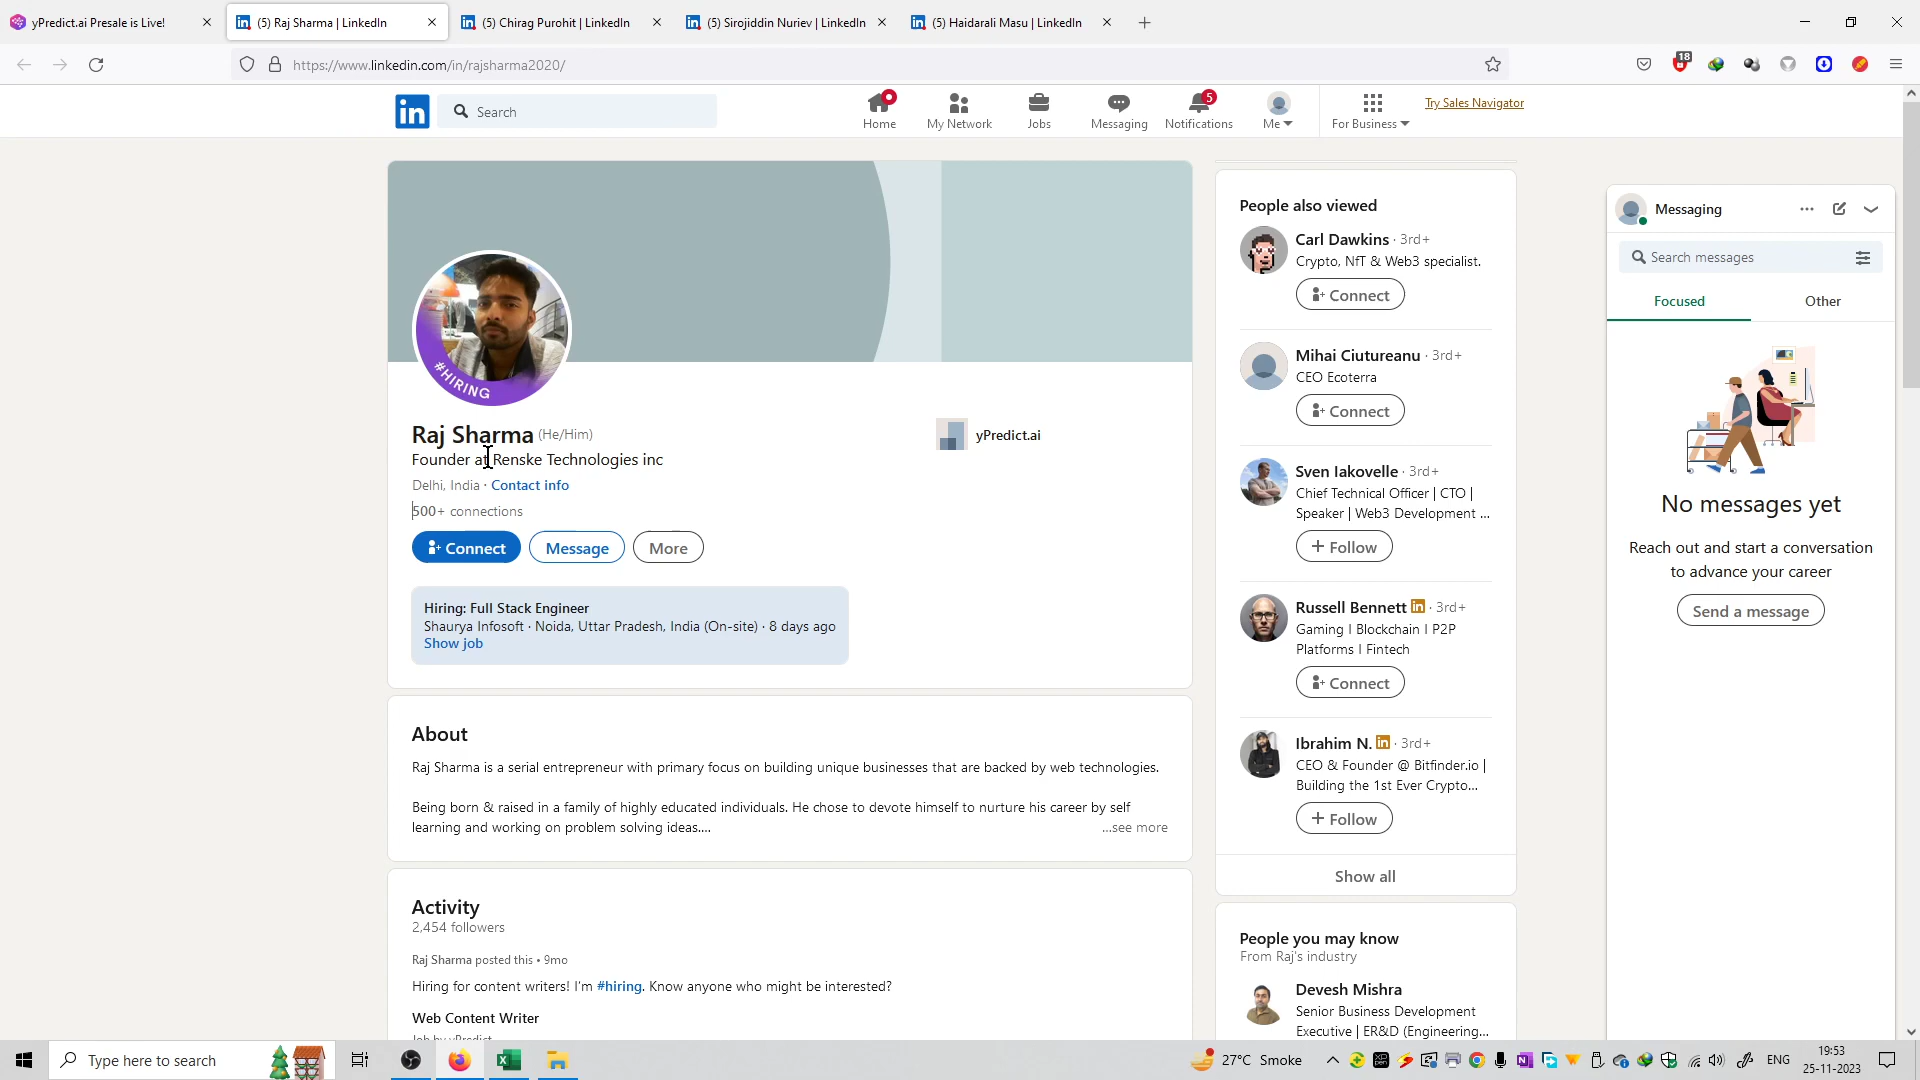 yPredict.ai Presale is Live!
(5) Raj Sharma | LinkedIn
(5) Chirag Purohit | LinkedIn
(5) Sirojiddin Nuriev | LinkedIn
(5) Haidarali Masu | LinkedIn
https://www.linkedin.com/in/rajsharma2020/
18
in
Search
Home
My Network
Jobs
Messaging
5
Notifications
Me
For Business
Try Sales Navigator
#HIRING
Raj Sharma (He/Him)
Founder at Renske Technologies inc
Delhi, India · Contact info
500+ connections
yPredict.ai
Connect
Message
More
Hiring: Full Stack Engineer
Shaurya Infosoft · Noida, Uttar Pradesh, India (On-site) · 8 days ago
Show job
About
Raj Sharma is a serial entrepreneur with primary focus on building unique businesses that are backed by web technologies.
Being born & raised in a family of highly educated individuals. He chose to devote himself to nurture his career by self
learning and working on problem solving ideas....
...see more
Activity
2,454 followers
Raj Sharma posted this • 9mo
Hiring for content writers! I'm #hiring. Know anyone who might be interested?
Web Content Writer
Job by yPredict
People also viewed
Carl Dawkins · 3rd+
Crypto, NfT & Web3 specialist.
Connect
Mihai Ciutureanu · 3rd+
CEO Ecoterra
Connect
Sven Iakovelle · 3rd+
Chief Technical Officer | CTO |
Speaker | Web3 Development ...
Follow
Russell Bennett in · 3rd+
Gaming I Blockchain I P2P
Platforms I Fintech
Connect
Ibrahim N. in · 3rd+
CEO & Founder @ Bitfinder.io |
Building the 1st Ever Crypto...
Follow
Show all
People you may know
From Raj's industry
Devesh Mishra
Senior Business Development
Executive | ER&D (Engineering...
Messaging
Search messages
Focused
Other
No messages yet
Reach out and start a conversation
to advance your career
Send a message
Type here to search
27°C Smoke
ENG
19:53
25-11-2023